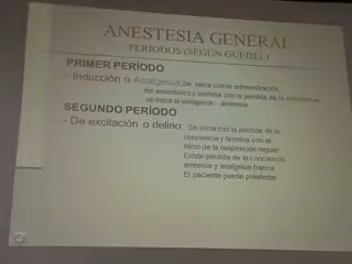 ANESTESIA GENERAL
PERIODOS (SEGÚN GUEDEL)
PRIMER PERÍODO
- Inducción o Analgesia: Se inicia con la administración
del anestésico y termina con la pérdida de la conciencia
se inicia la analgesia - amnesia
SEGUNDO PERÍODO
- De excitación o delirio: Se inicia con la pérdida de la
conciencia y termina con el
inicio de la respiración regular
Existe pérdida de la conciencia
amnesia y analgesia franca
El paciente puede presentar